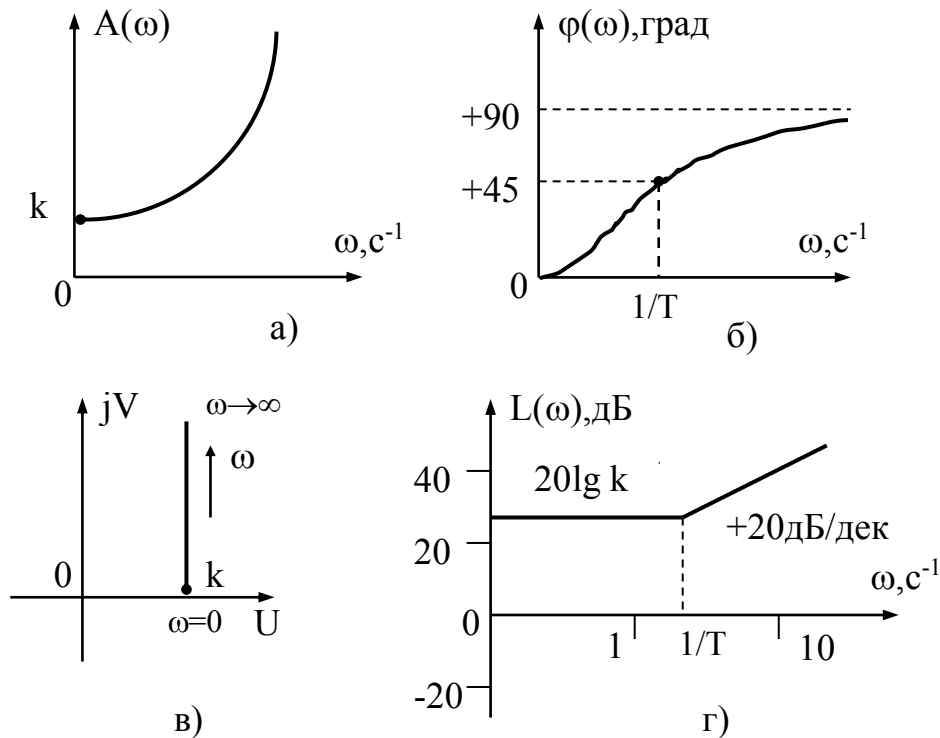 A(ω)
k
0
ω,с⁻¹
а)
φ(ω),град
+90
+45
0
ω,с⁻¹
1/Т
б)
jV
ω→∞
ω
0
k
ω=0
U
в)
L(ω),дБ
40
20lg k
20
+20дБ/дек
ω,с⁻¹
0
1
1/Т
10
-20
г)